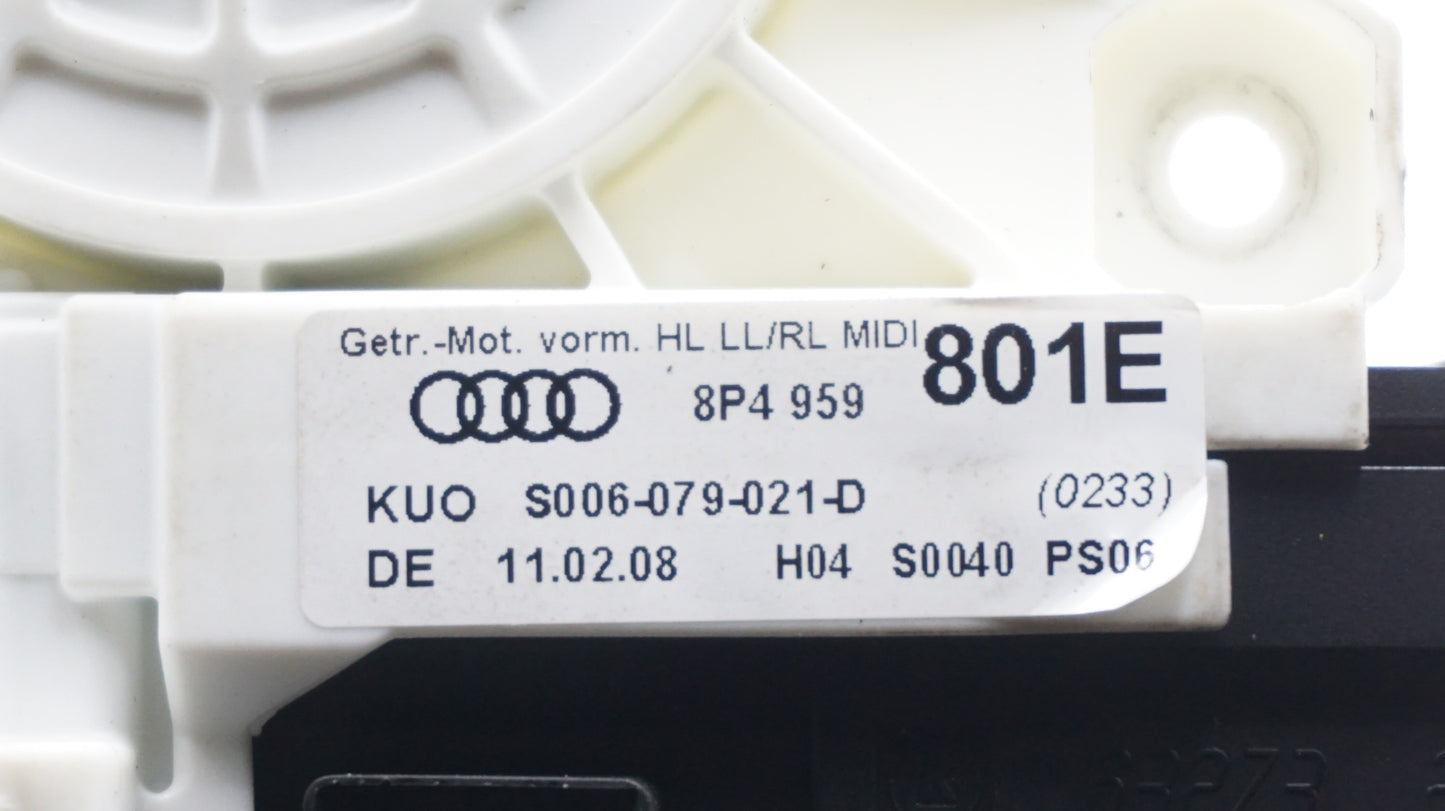 Getr.-Mot. vorm. HL LL/RL MIDI
8P4 959 801E
KUO S006-079-021-D (0233)
DE 11.02.08 H04 S0040 PS06